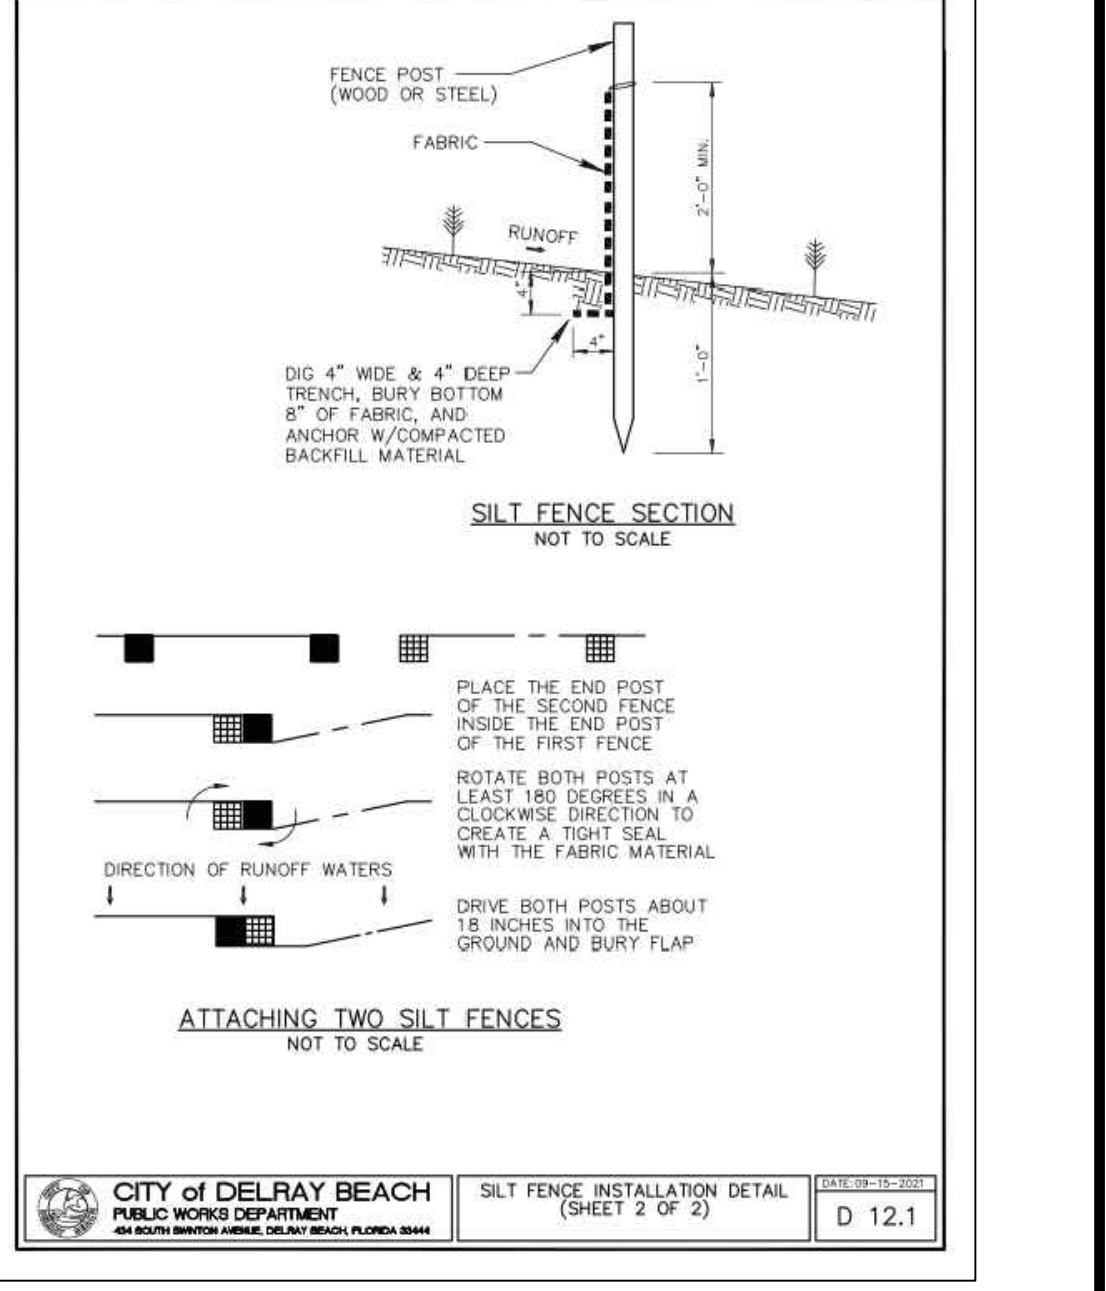 FENCE POST
(WOOD OR STEEL)
FABRIC
2'-0" MIN.
RUNOFF
4"
4"
1'-0"
DIG 4" WIDE & 4" DEEP
TRENCH, BURY BOTTOM
8" OF FABRIC, AND
ANCHOR W/COMPACTED
BACKFILL MATERIAL
SILT FENCE SECTION
NOT TO SCALE
PLACE THE END POST
OF THE SECOND FENCE
INSIDE THE END POST
OF THE FIRST FENCE
ROTATE BOTH POSTS AT
LEAST 180 DEGREES IN A
CLOCKWISE DIRECTION TO
CREATE A TIGHT SEAL
WITH THE FABRIC MATERIAL
DIRECTION OF RUNOFF WATERS
DRIVE BOTH POSTS ABOUT
18 INCHES INTO THE
GROUND AND BURY FLAP
ATTACHING TWO SILT FENCES
NOT TO SCALE
CITY of DELRAY BEACH
PUBLIC WORKS DEPARTMENT
434 SOUTH SWINTON AVENUE, DELRAY BEACH, FLORIDA 33444
SILT FENCE INSTALLATION DETAIL
(SHEET 2 OF 2)
DATE: 09-15-2021
D 12.1